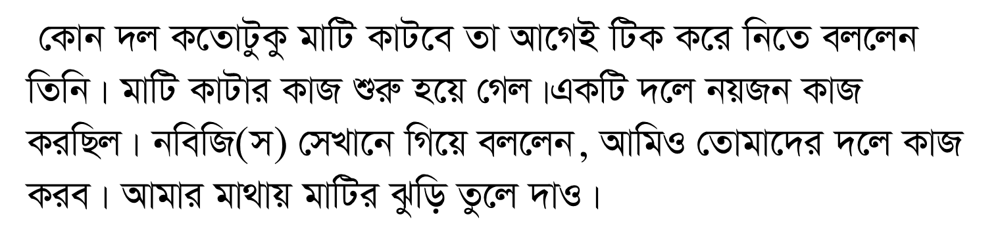 কোন দল কতোটুকু মাটি কাটবে তা আগেই টিক করে নিতে বললেন
তিনি। মাটি কাটার কাজ শুরু হয়ে গেল।একটি দলে নয়জন কাজ
করছিল। নবিজি(স) সেখানে গিয়ে বললেন, আমিও তোমাদের দলে কাজ
করব। আমার মাথায় মাটির ঝুড়ি তুলে দাও।